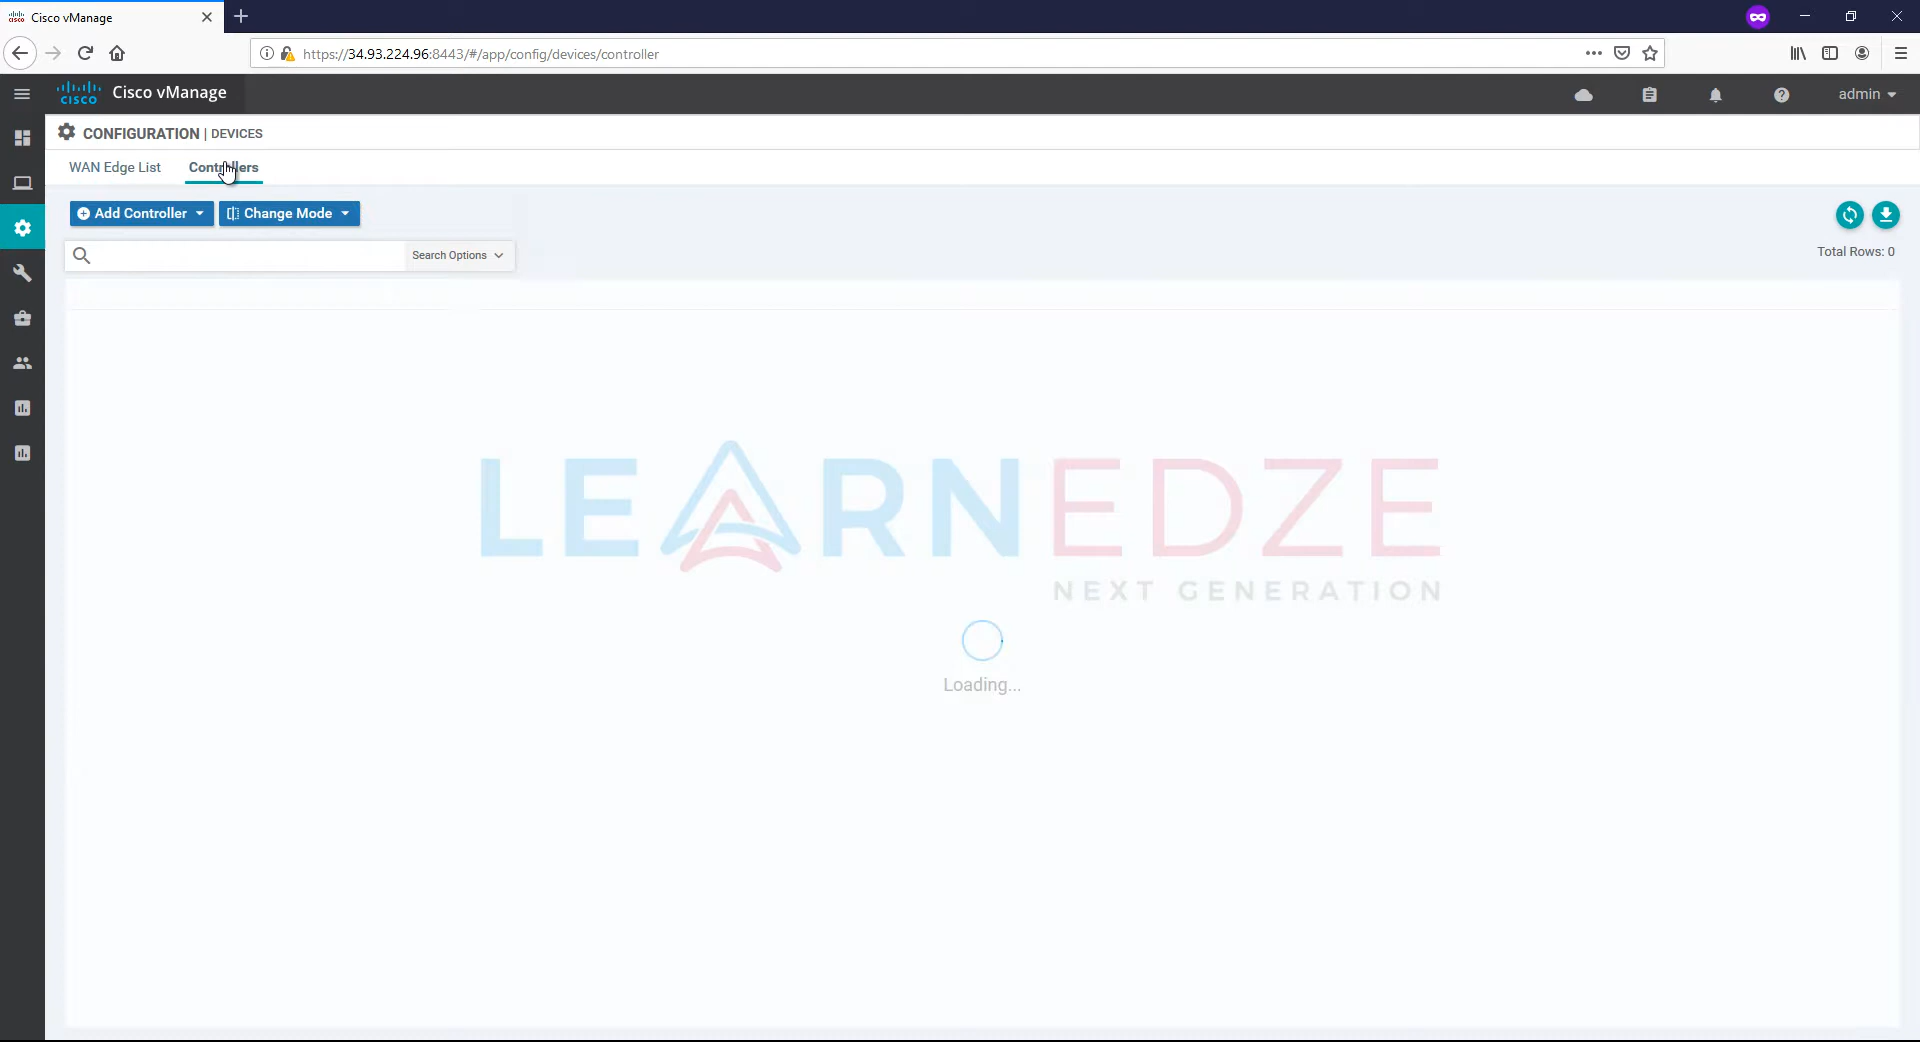 Cisco vManage
https://34.93.224.96:8443/#/app/config/devices/controller
cisco Cisco vManage
admin
CONFIGURATION | DEVICES
WAN Edge List Controllers
Add Controller Change Mode
Search Options
Total Rows: 0
LEARNEDZE
NEXT GENERATION
Loading...